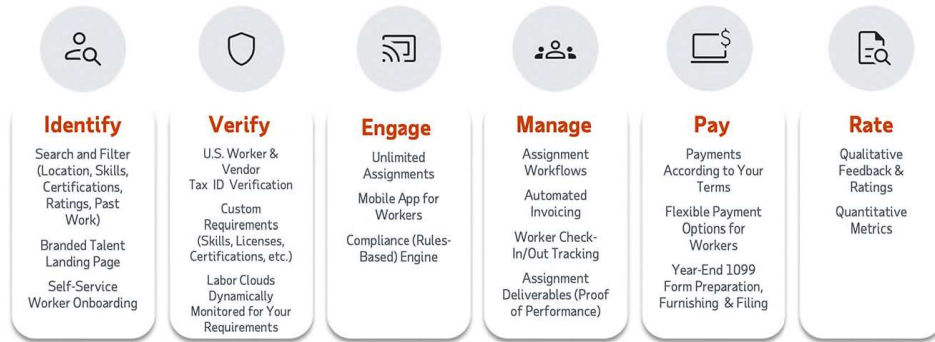 $
Identify
Search and Filter
(Location, Skills,
Certifications,
Ratings, Past
Work)
Branded Talent
Landing Page
Self-Service
Worker Onboarding
Verify
U.S. Worker &
Vendor
Tax ID Verification
Custom
Requirements
(Skills, Licenses,
Certifications, etc.)
Labor Clouds
Dynamically
Monitored for Your
Requirements
Engage
Unlimited
Assignments
Mobile App for
Workers
Compliance (Rules-
Based) Engine
Manage
Assignment
Workflows
Automated
Invoicing
Worker Check-
In/Out Tracking
Assignment
Deliverables (Proof
of Performance)
Pay
Payments
According to Your
Terms
Flexible Payment
Options for
Workers
Year-End 1099
Form Preparation,
Furnishing & Filing
Rate
Qualitative
Feedback &
Ratings
Quantitative
Metrics